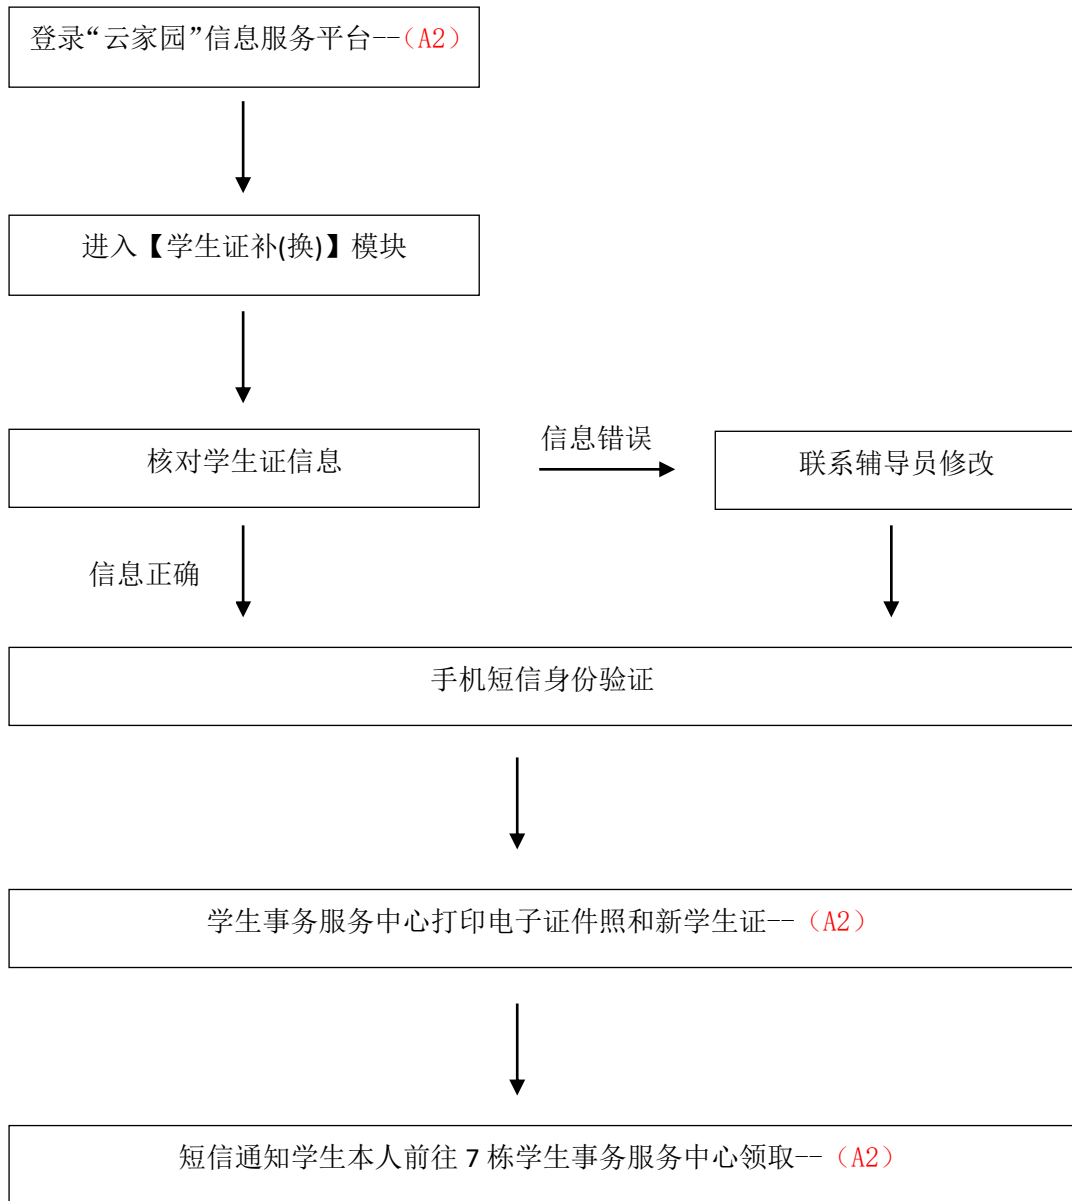 登录“云家园”信息服务平台--（A2）
进入【学生证补(换)】模块
核对学生证信息
信息错误
联系辅导员修改
信息正确
手机短信身份验证
学生事务服务中心打印电子证件照和新学生证--（A2）
短信通知学生本人前往 7 栋学生事务服务中心领取--（A2）